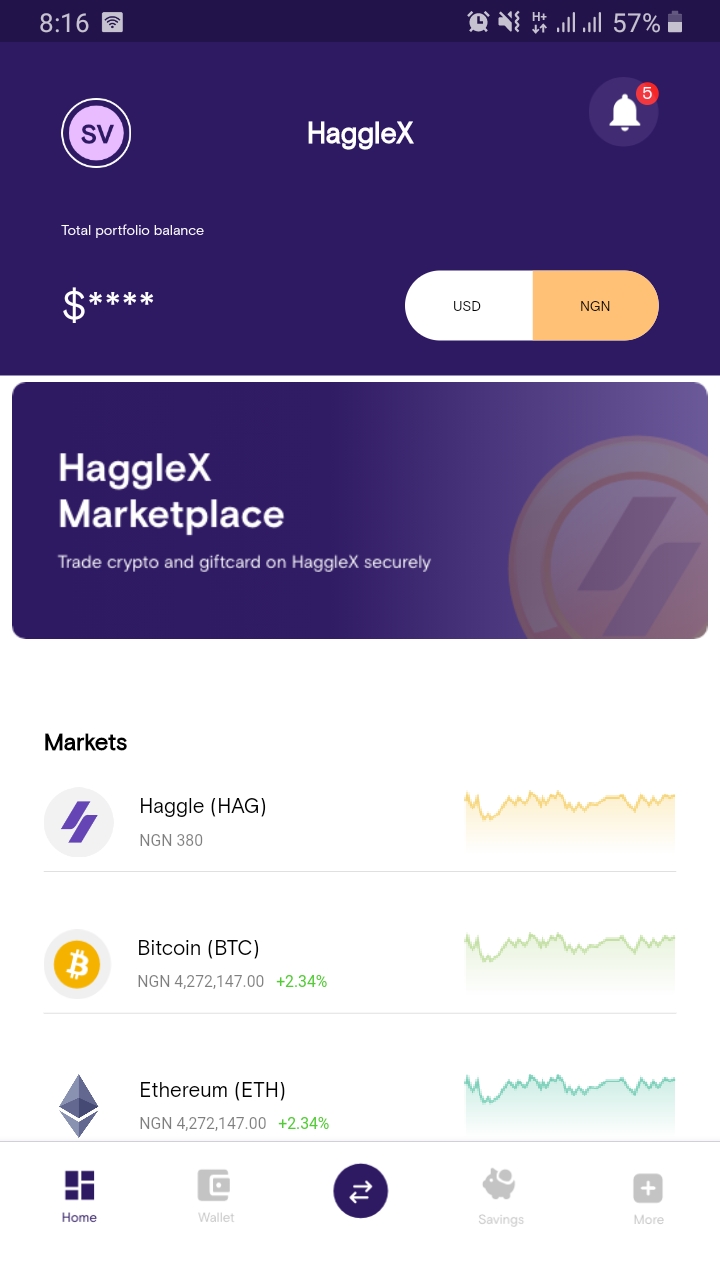 8:16 57%
SV HaggleX 5
Total portfolio balance
$****
USD NGN
HaggleX
Marketplace
Trade crypto and giftcard on HaggleX securely
Markets
Haggle (HAG)
NGN 380
Bitcoin (BTC)
NGN 4,272,147.00 +2.34%
Ethereum (ETH)
NGN 4,272,147.00 +2.34%
Home Wallet Savings More